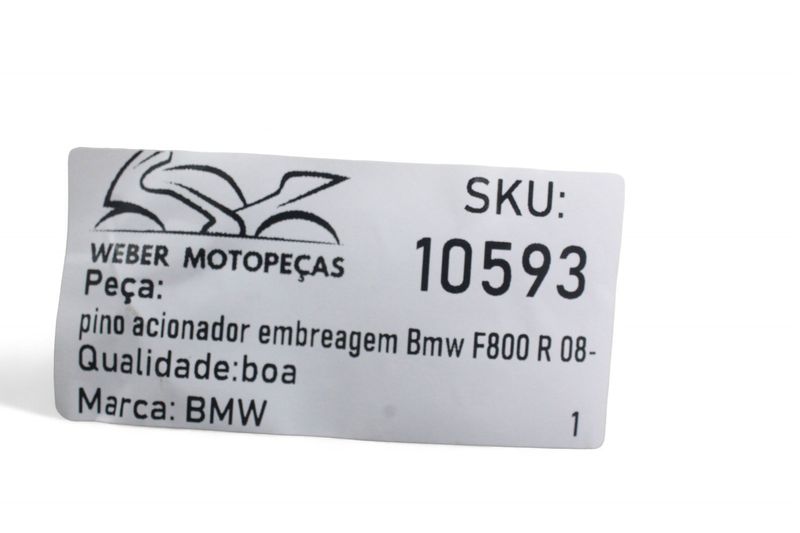 WEBER MOTOPEÇAS
SKU:
10593
Peça:
pino acionador embreagem Bmw F800 R 08-
Qualidade:boa
Marca: BMW
1